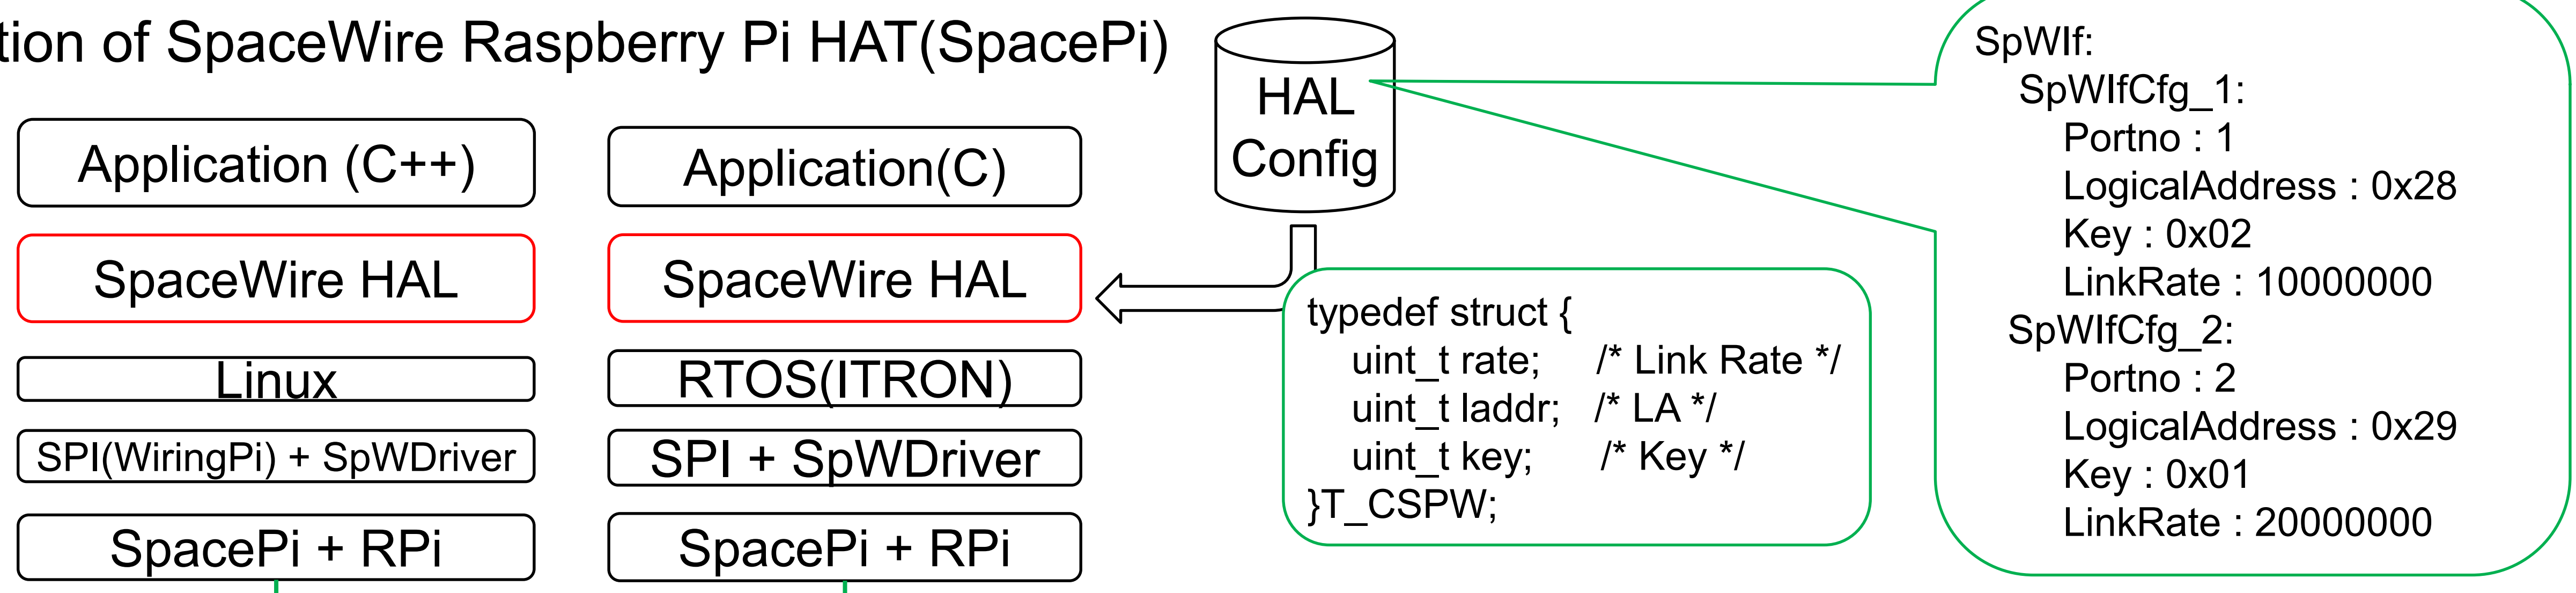 tion of SpaceWire Raspberry Pi HAT(SpacePi)
Application (C++)
SpaceWire HAL
Linux
SPI(WiringPi) + SpWDriver
SpacePi + RPi
Application(C)
SpaceWire HAL
RTOS(ITRON)
SPI + SpWDriver
SpacePi + RPi
HAL
Config
typedef struct {
uint_t rate; /* Link Rate */
uint_t laddr; /* LA */
uint_t key; /* Key */
}T_CSPW;
SpWIf:
SpWIfCfg_1:
Portno : 1
LogicalAddress : 0x28
Key : 0x02
LinkRate : 10000000
SpWIfCfg_2:
Portno : 2
LogicalAddress : 0x29
Key : 0x01
LinkRate : 20000000